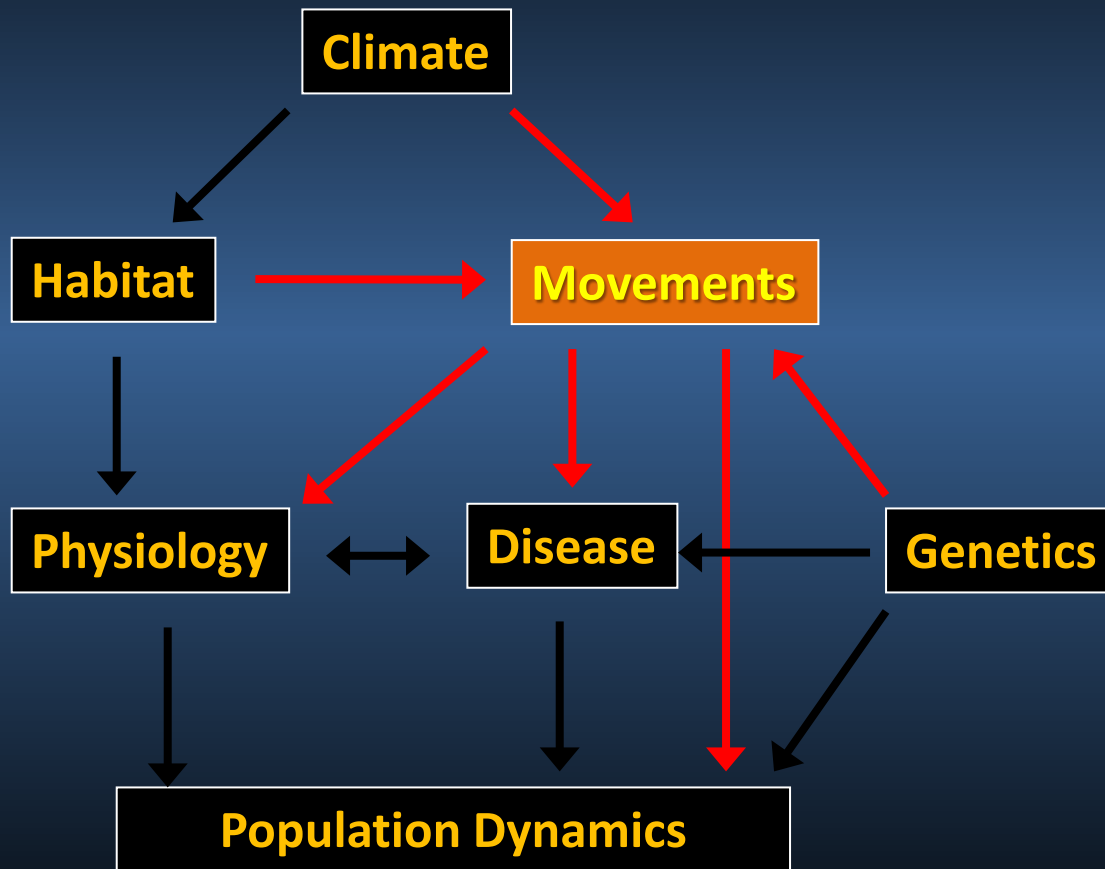 Climate
Habitat
Movements
Physiology
Disease
Genetics
Population Dynamics